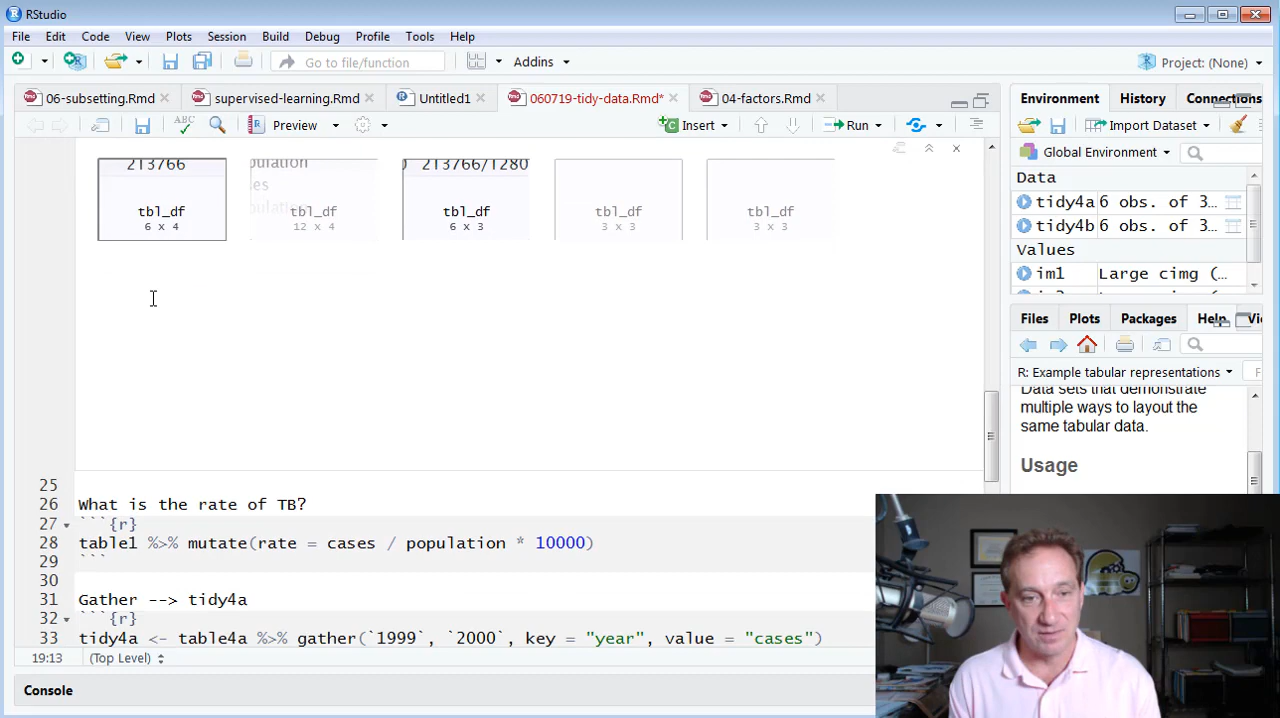 RStudio
File Edit Code View Plots Session Build Debug Profile Tools Help
Go to file/function Addins Project: (None)
06-subsetting.Rmd supervised-learning.Rmd Untitled1 060719-tidy-data.Rmd* 04-factors.Rmd
Environment History Connections
ABC Preview Insert Run
Import Dataset
Global Environment
Data
tidy4a 6 obs. of 3…
tidy4b 6 obs. of 3…
Values
im1 Large cimg (…
213766 213766/1280
tbl_df tbl_df tbl_df tbl_df tbl_df
6 x 4 12 x 4 6 x 3 3 x 3 3 x 3
Files Plots Packages Help
R: Example tabular representations
Data sets that demonstrate
multiple ways to layout the
same tabular data.
Usage
25
26 What is the rate of TB?
27 ```{r}
28 table1 %>% mutate(rate = cases / population * 10000)
29 ```
30
31 Gather --> tidy4a
32 ```{r}
33 tidy4a <- table4a %>% gather(`1999`, `2000`, key = "year", value = "cases")
19:13 (Top Level)
Console